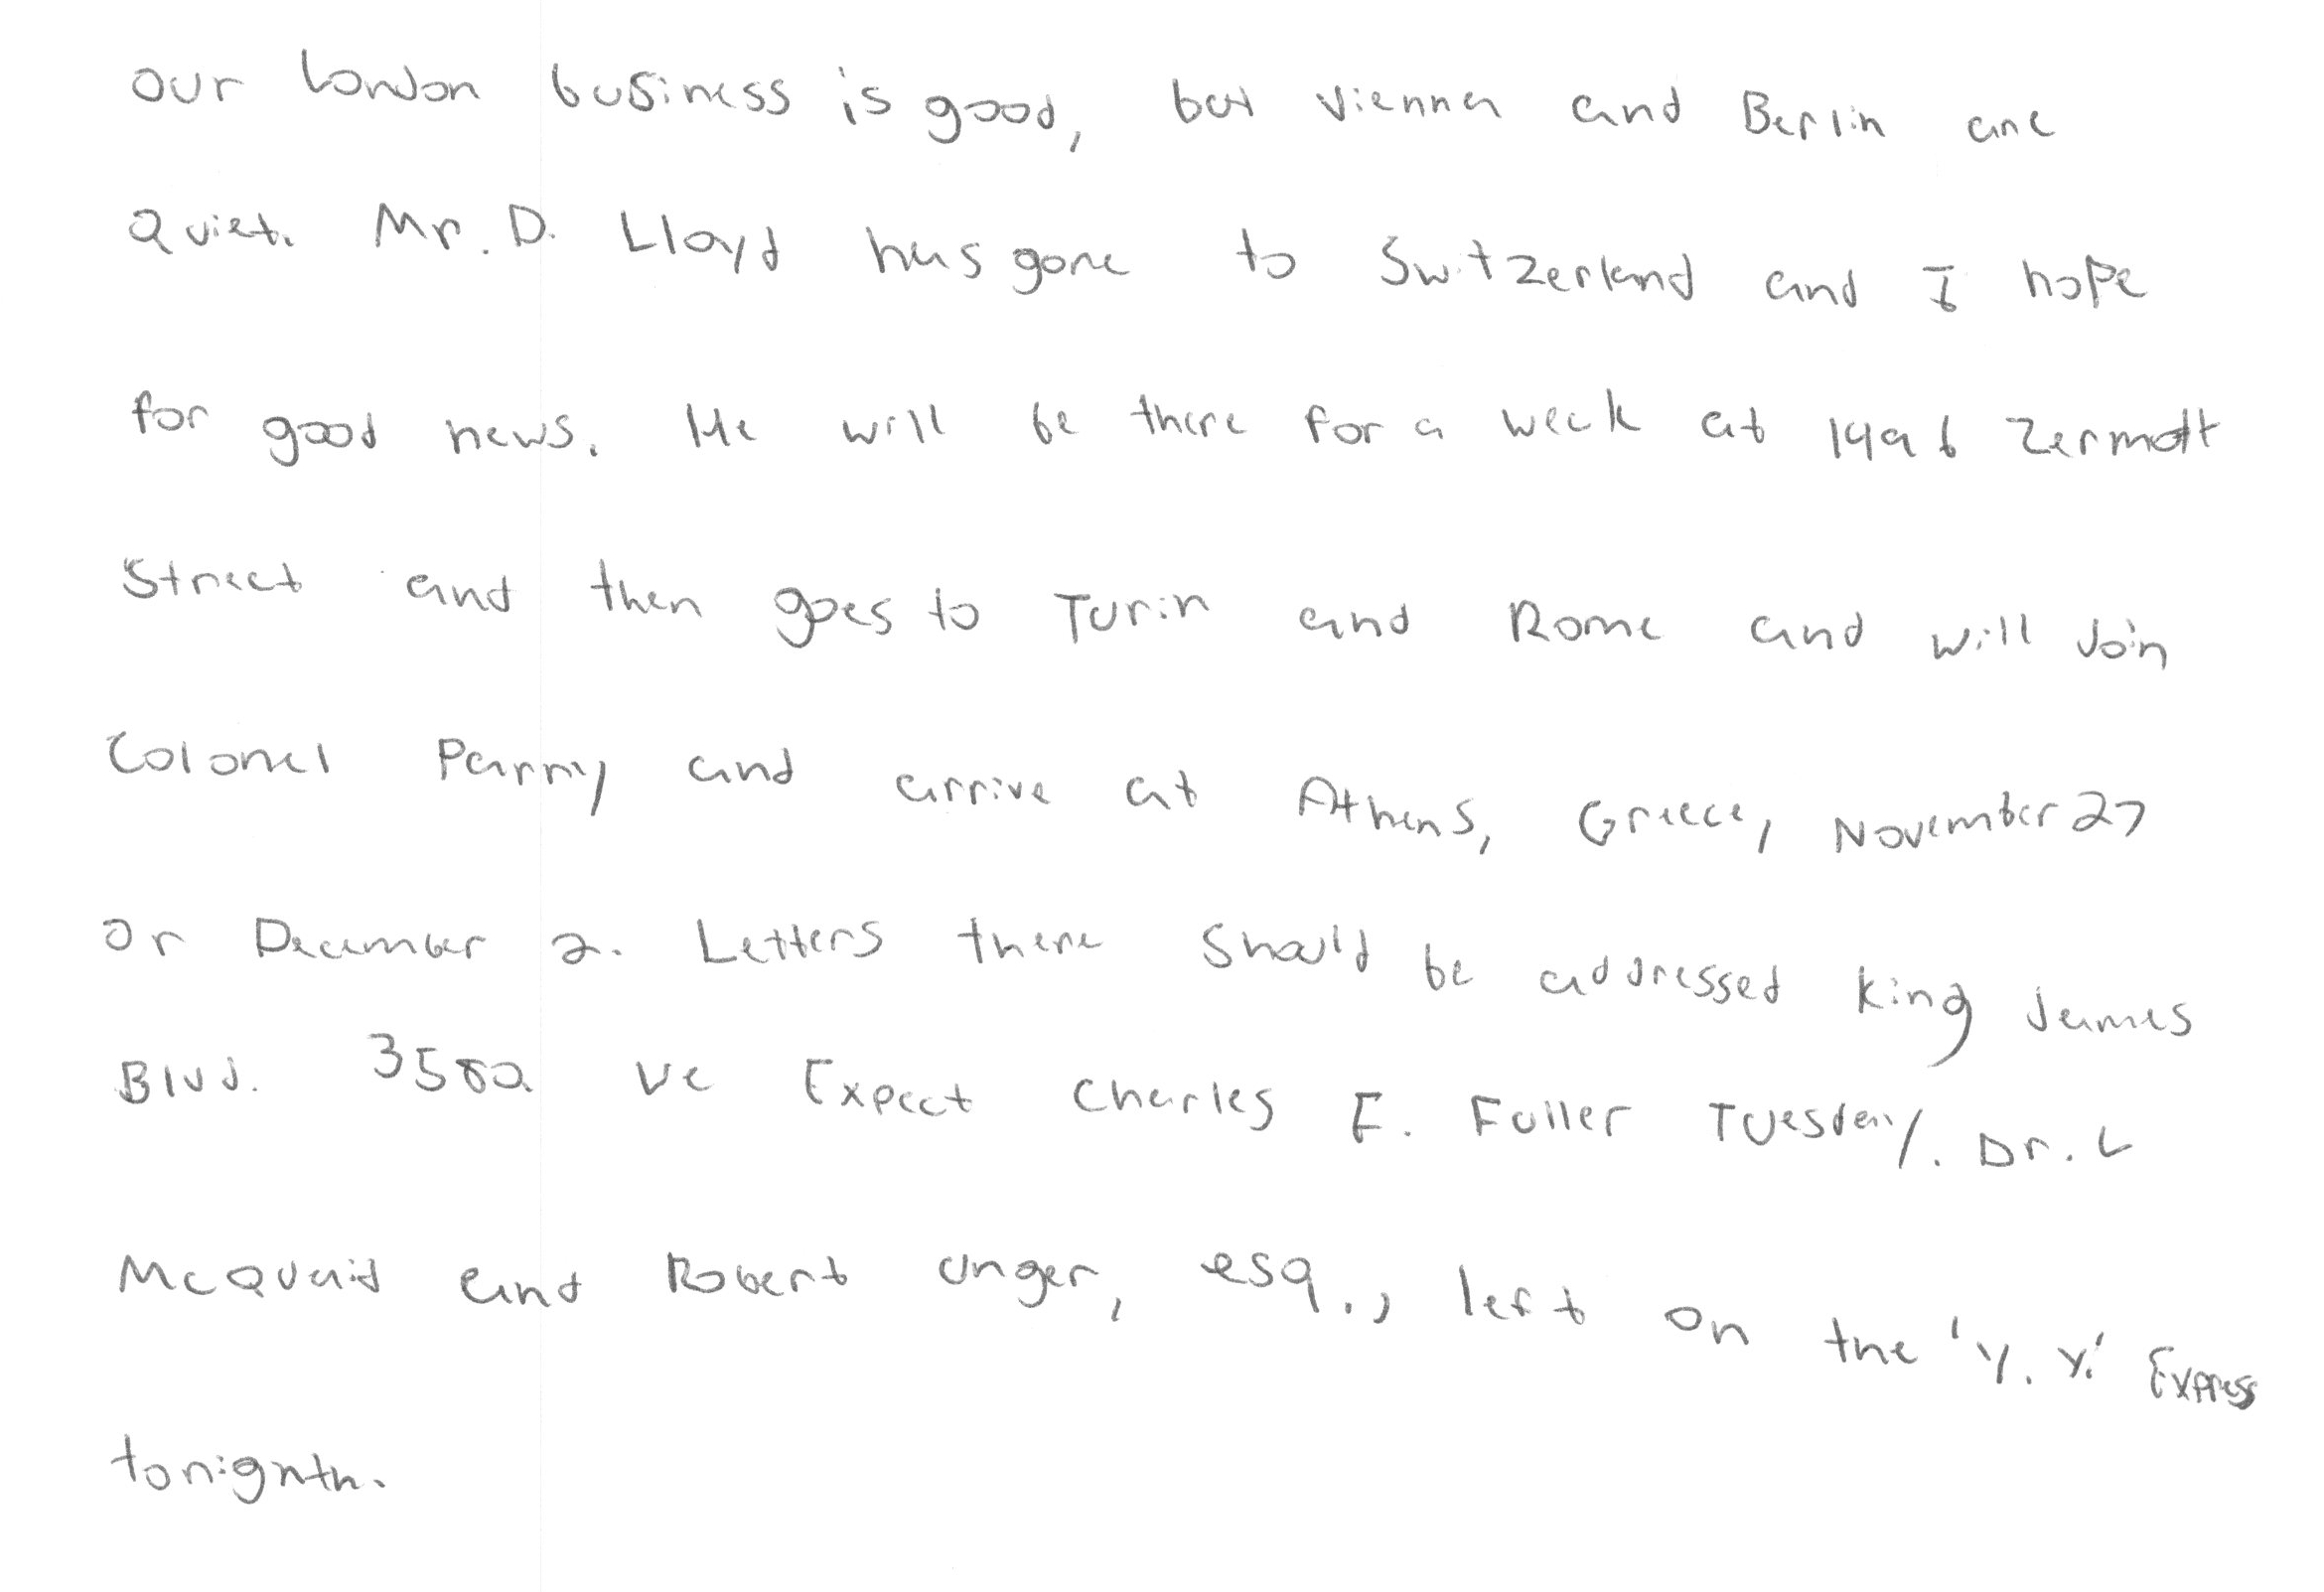 Our London business is good, but Vienna and Berlin are
Quiet. Mr. D. Lloyd has gone to Switzerland and I hope
for good news. He will be there for a week at 1496 Zermott
Street and then goes to Turin and Rome and will Join
Colonel Parry and arrive at Athens, Greece, November 27
or December 2. Letters there Should be addressed King James
Blvd. 3580. We Expect Charles E. Fuller Tuesday. Dr. L
McQuaid and Robert Unger, esq., left on the 'Y.X.' Express
tonignth.